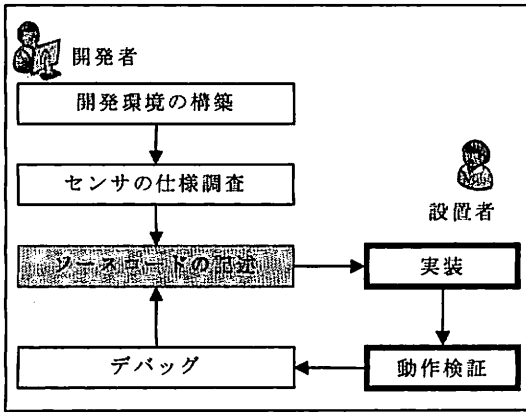 開発者
開発環境の構築
センサの仕様調査
設置者
ソースコードの記述
実装
デバッグ
動作検証